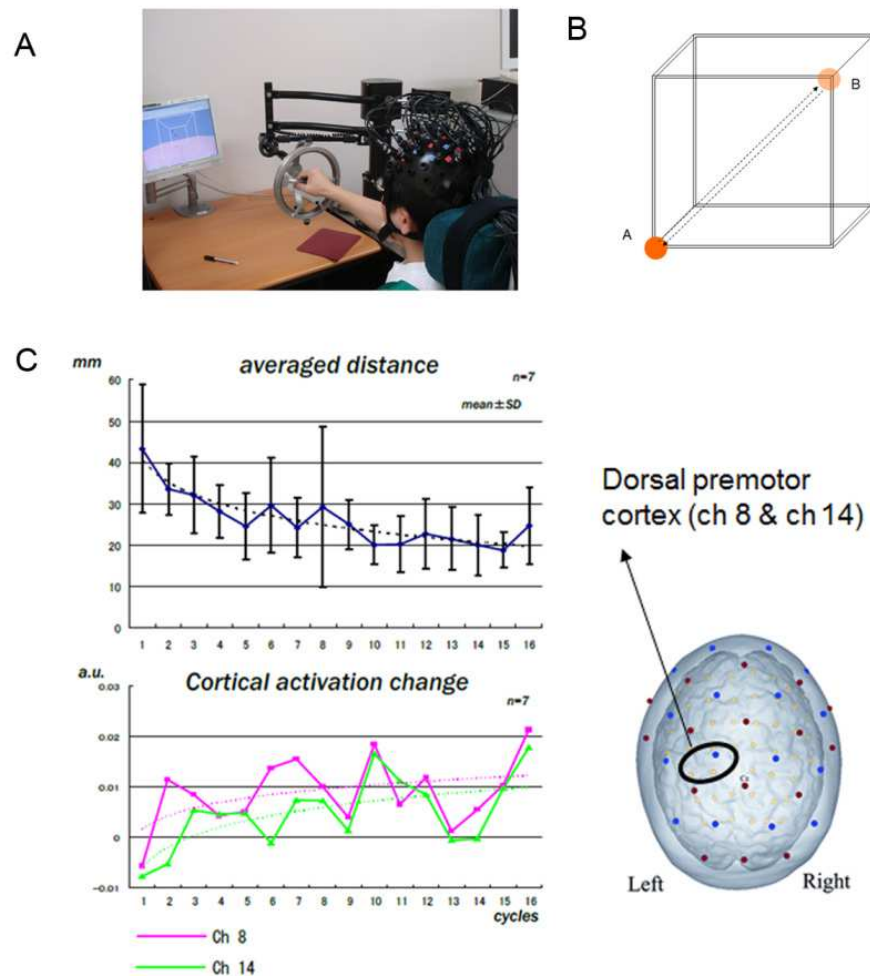 A
B
B
A
C
mm
averaged distance
n=7
mean±SD
60
50
40
30
20
10
0
1 2 3 4 5 6 7 8 9 10 11 12 13 14 15 16
a.u.
Cortical activation change
n=7
0.03
0.02
0.01
0
-0.01
1 2 3 4 5 6 7 8 9 10 11 12 13 14 15 16
cycles
Ch 8
Ch 14
Dorsal premotor
cortex (ch 8 & ch 14)
Cz
Left
Right